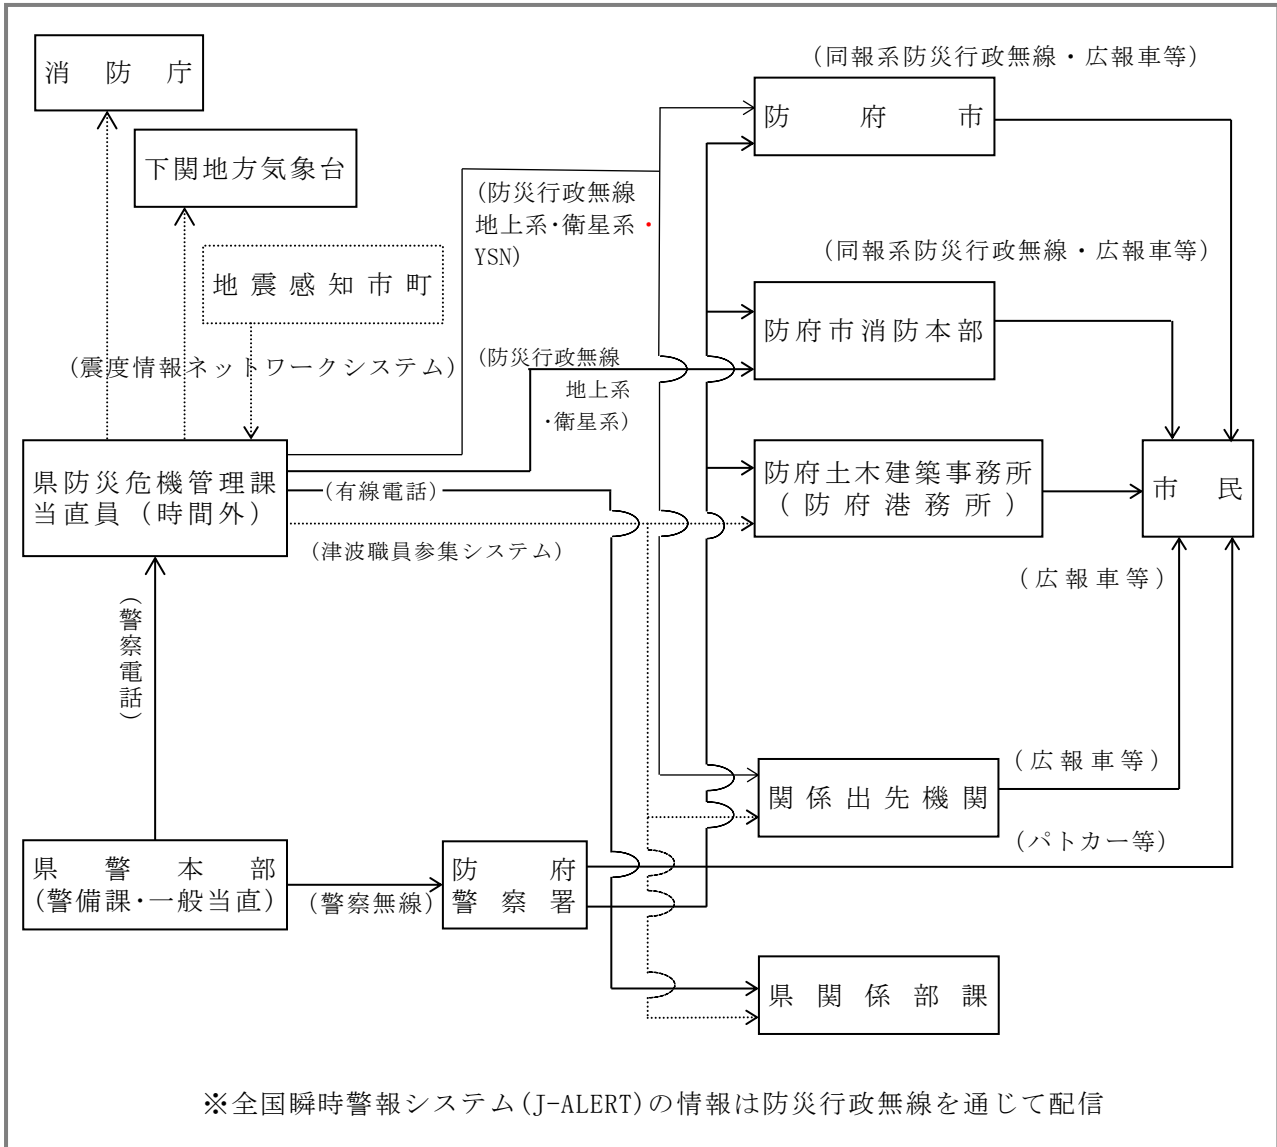 消防庁
(同報系防災行政無線・広報車等)
防府市
下関地方気象台
(防災行政無線
地上系・衛星系・
YSN)
地震感知市町
(同報系防災行政無線・広報車等)
防府市消防本部
(震度情報ネットワークシステム)
(防災行政無線
地上系
・衛星系)
県防災危機管理課
当直員(時間外)
(有線電話)
(津波職員参集システム)
防府土木建築事務所
(防府港務所)
市民
(広報車等)
(警察電話)
(広報車等)
関係出先機関
(パトカー等)
県警本部
(警備課・一般当直)
(警察無線)
防府
警察署
県関係部課
※全国瞬時警報システム(J-ALERT)の情報は防災行政無線を通じて配信